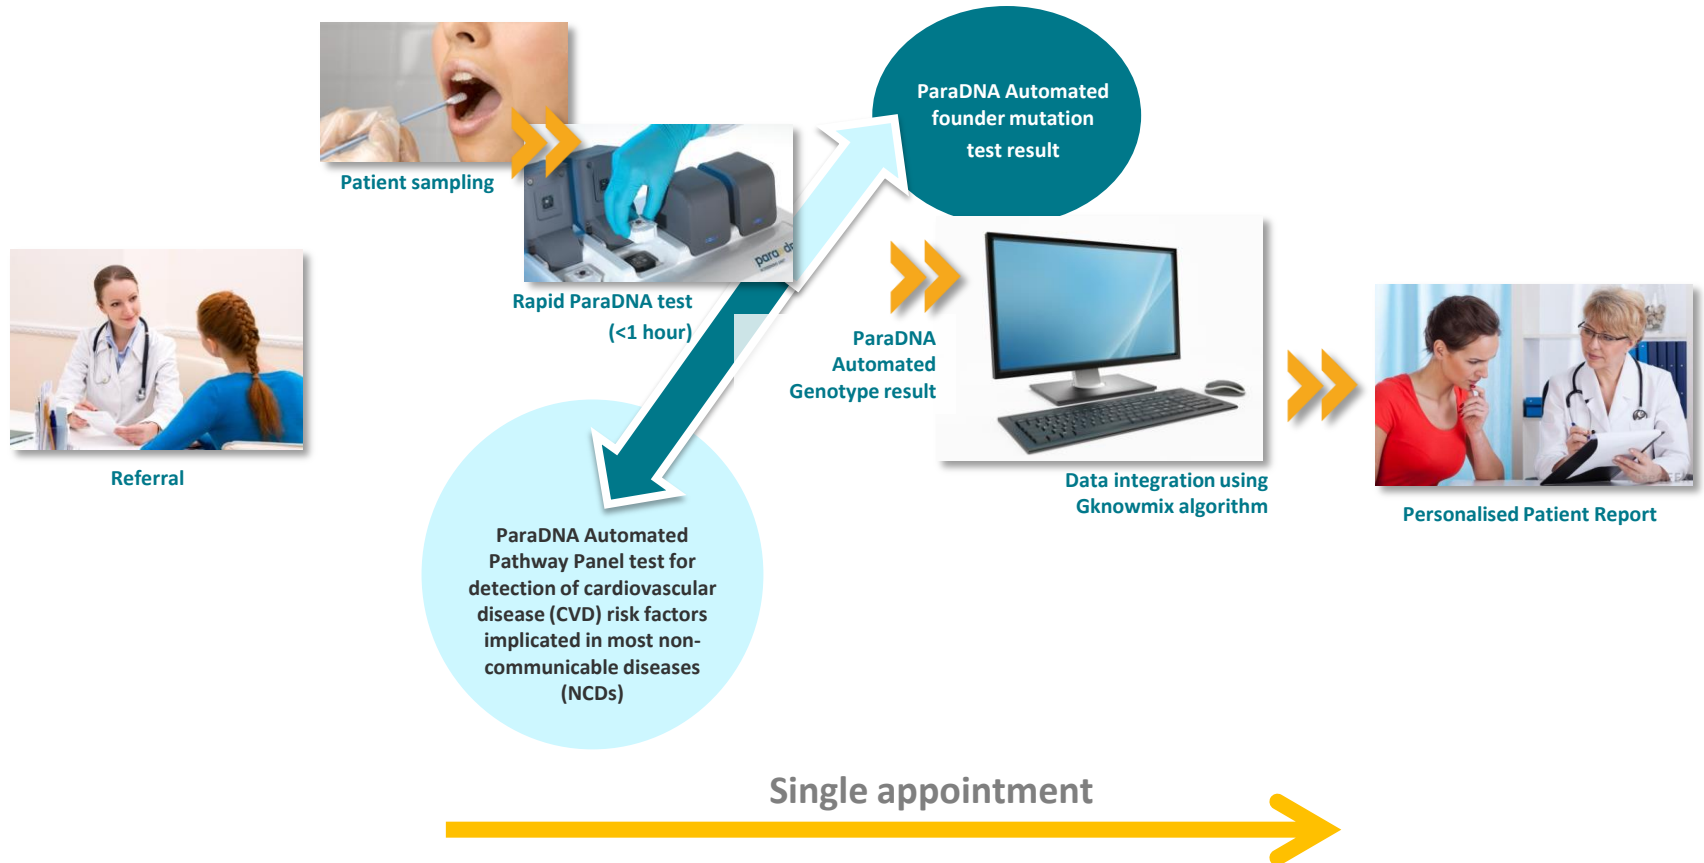 ParaDNA Automated
founder mutation
test result
Patient sampling
Rapid ParaDNA test
(<1 hour)
ParaDNA
Automated
Genotype result
Referral
Data integration using
Gknowmix algorithm
Personalised Patient Report
ParaDNA Automated
Pathway Panel test for
detection of cardiovascular
disease (CVD) risk factors
implicated in most non-
communicable diseases
(NCDs)
Single appointment